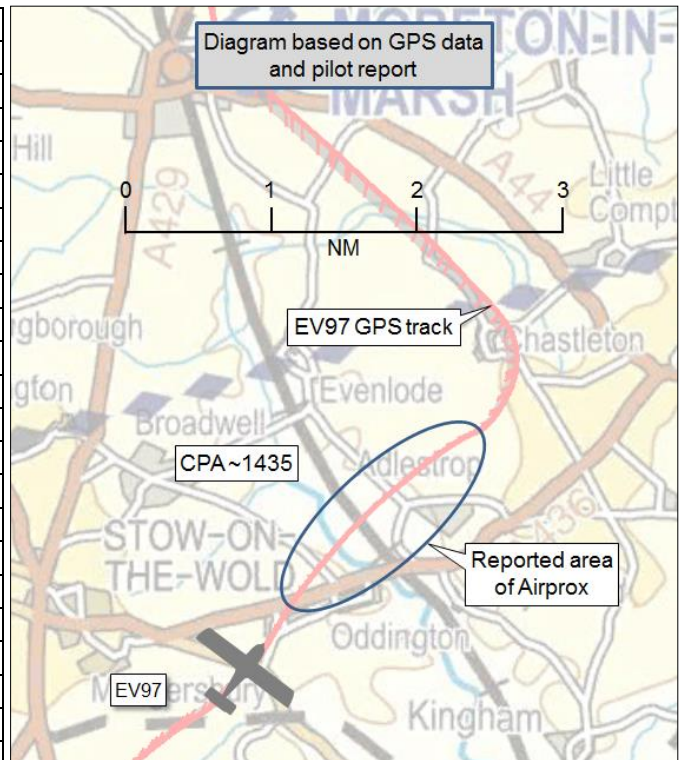 MORETON-IN-
MARSH
Diagram based on GPS data
and pilot report
Hill
A429
A44
Little
Compt
0 1 2 3
NM
EV97 GPS track
Chastleton
gborough
gton
Evenlode
Broadwell
CPA~1435
Adlestrop
STOW-ON-
THE-WOLD
436
Reported area
of Airprox
Oddington
EV97
M ersbury
Kingham